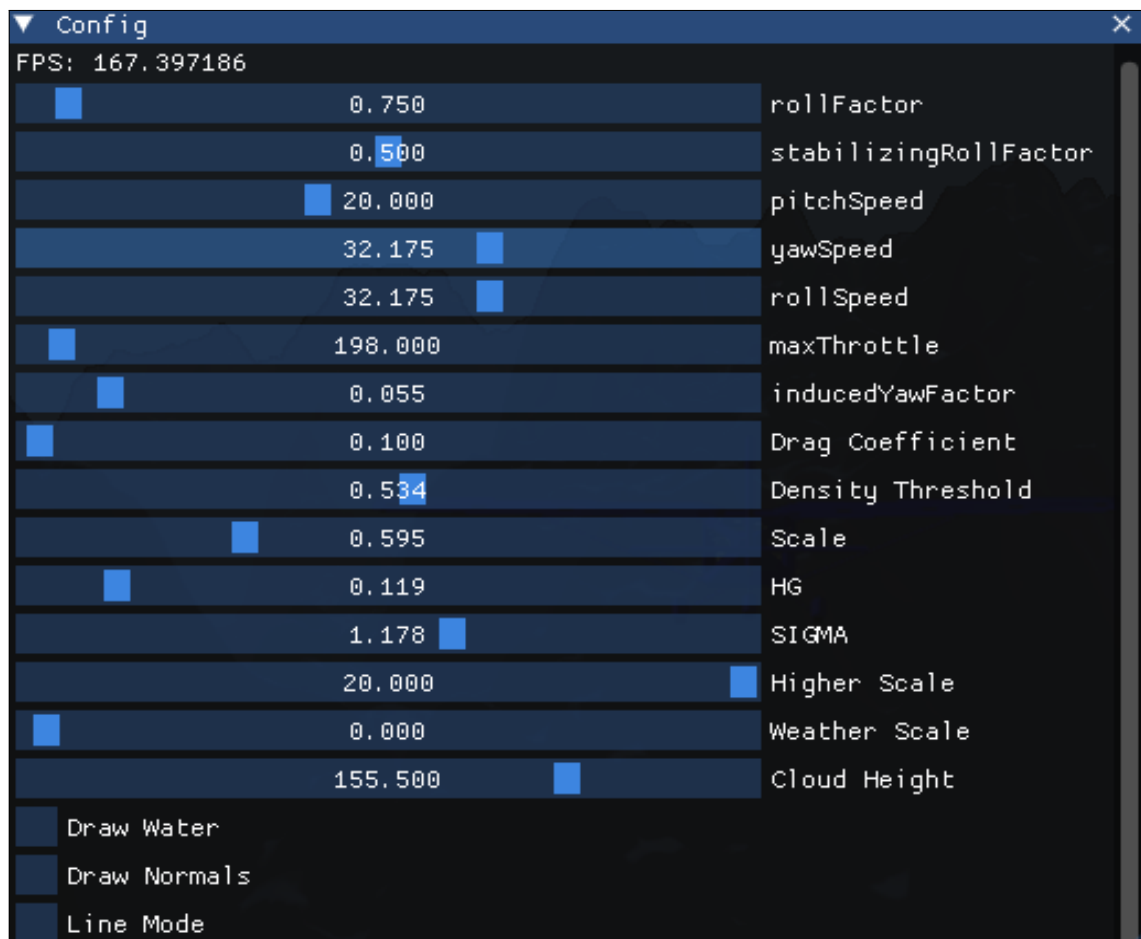 Config
FPS: 167.397186
0.750 rollFactor
0.500 stabilizingRollFactor
20.000 pitchSpeed
32.175 yawSpeed
32.175 rollSpeed
198.000 maxThrottle
0.055 inducedYawFactor
0.100 Drag Coefficient
0.534 Density Threshold
0.595 Scale
0.119 HG
1.178 SIGMA
20.000 Higher Scale
0.000 Weather Scale
155.500 Cloud Height
Draw Water
Draw Normals
Line Mode